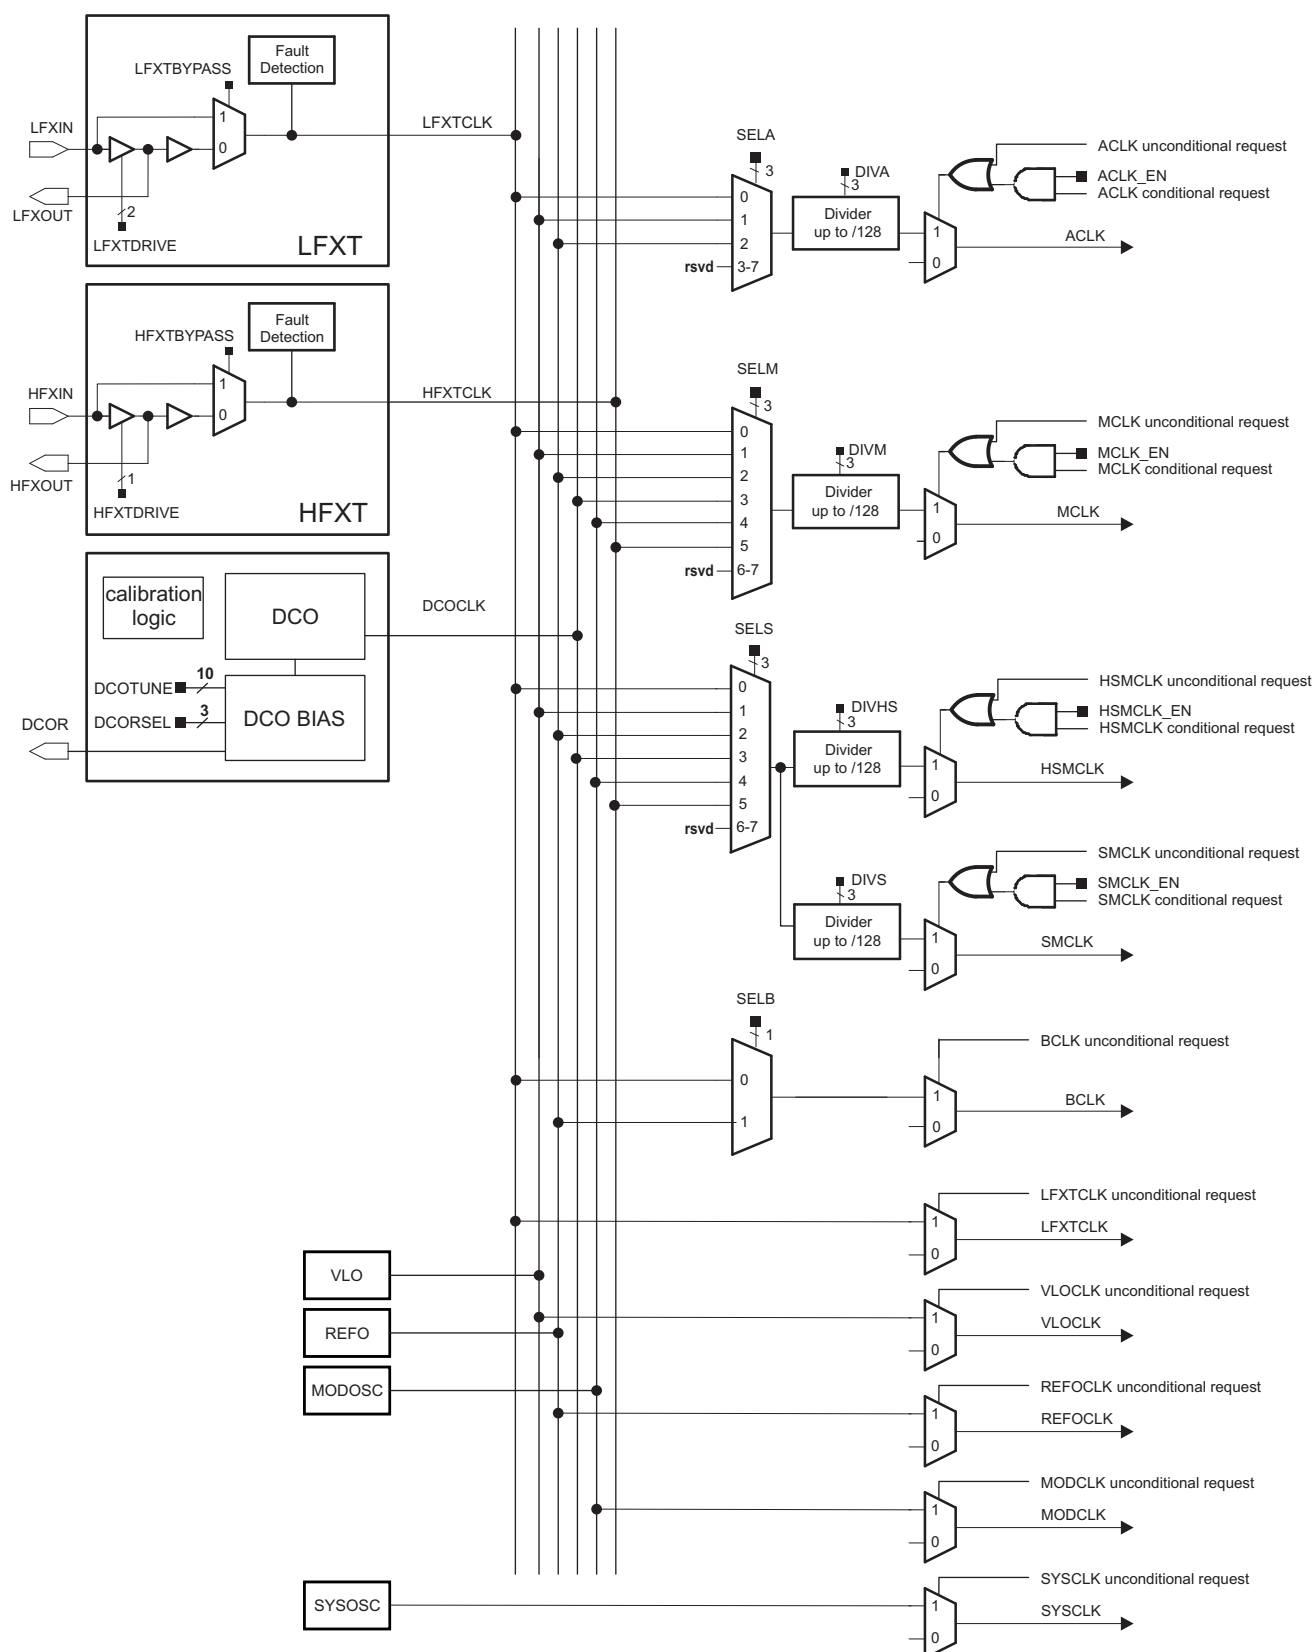 Fault
Detection
LFXTBYPASS
1
0
LFXIN
LFXOUT
2
LFXTDRIVE
LFXT
LFXTCLK
Fault
Detection
HFXTBYPASS
1
0
HFXIN
HFXOUT
1
HFXTDRIVE
HFXT
HFXTCLK
calibration
logic
DCO
DCOCLK
DCOTUNE
10
DCORSEL
3
DCO BIAS
DCOR
SELA
3
0
1
2
rsvd
3-7
DIVA
3
Divider
up to /128
1
0
ACLK unconditional request
ACLK_EN
ACLK conditional request
ACLK
SELM
3
0
1
2
3
4
5
rsvd
6-7
DIVM
3
Divider
up to /128
1
0
MCLK unconditional request
MCLK_EN
MCLK conditional request
MCLK
SELS
3
0
1
2
3
4
5
rsvd
6-7
DIVHS
3
Divider
up to /128
1
0
HSMCLK unconditional request
HSMCLK_EN
HSMCLK conditional request
HSMCLK
DIVS
3
Divider
up to /128
1
0
SMCLK unconditional request
SMCLK_EN
SMCLK conditional request
SMCLK
SELB
1
0
1
1
0
BCLK unconditional request
BCLK
1
0
LFXTCLK unconditional request
LFXTCLK
VLO
1
0
VLOCLK unconditional request
VLOCLK
REFO
MODOSC
1
0
REFOCLK unconditional request
REFOCLK
1
0
MODCLK unconditional request
MODCLK
SYSOSC
1
0
SYSCLK unconditional request
SYSCLK